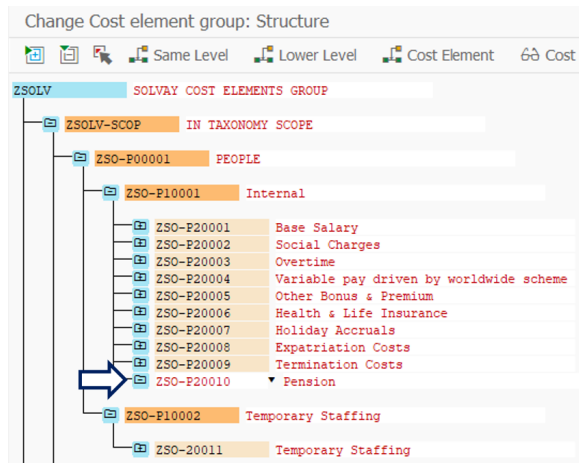 Change Cost element group: Structure
Same Level Lower Level Cost Element Cost
ZSOLV SOLVAY COST ELEMENTS GROUP
ZSOLV-SCOP IN TAXONOMY SCOPE
ZSO-P00001 PEOPLE
ZSO-P10001 Internal
ZSO-P20001 Base Salary
ZSO-P20002 Social Charges
ZSO-P20003 Overtime
ZSO-P20004 Variable pay driven by worldwide scheme
ZSO-P20005 Other Bonus & Premium
ZSO-P20006 Health & Life Insurance
ZSO-P20007 Holiday Accruals
ZSO-P20008 Expatriation Costs
ZSO-P20009 Termination Costs
ZSO-P20010 Pension
ZSO-P10002 Temporary Staffing
ZSO-20011 Temporary Staffing